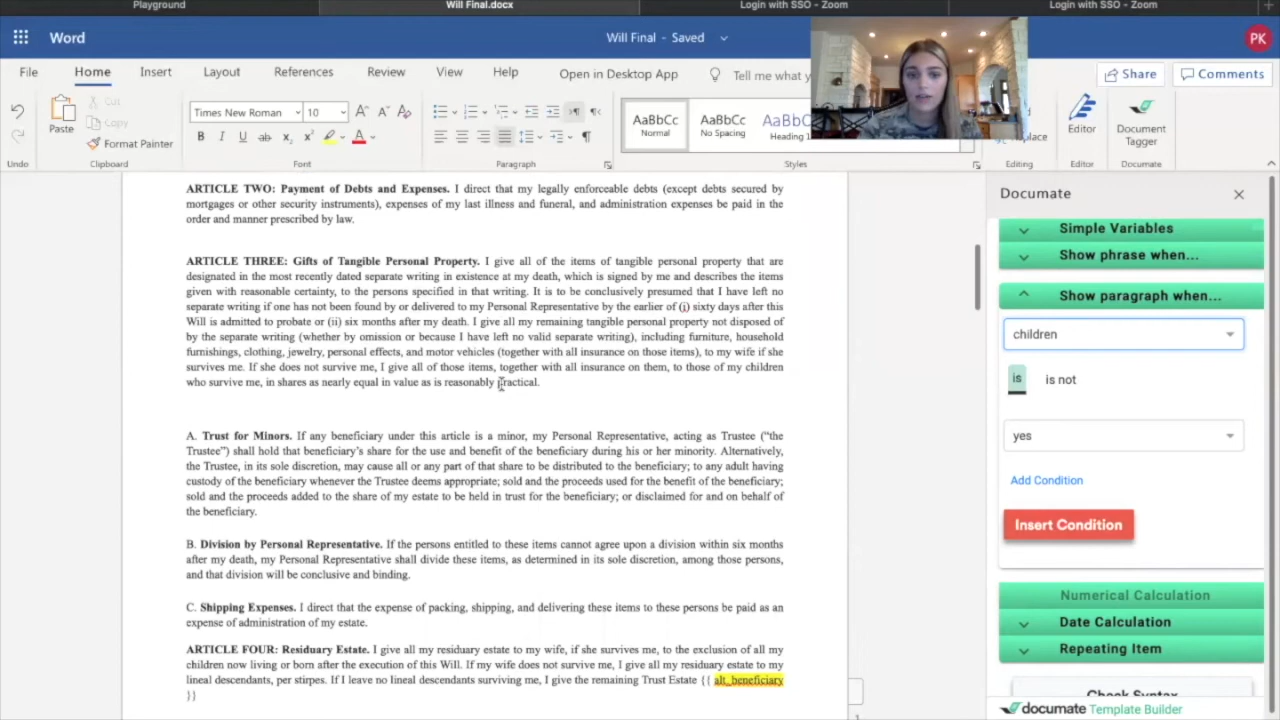 Playground
Will Final.docx
Login with SSO - Zoom
Login with SSO - Zoom
Word
Will Final - Saved
PK
File
Home
Insert
Layout
References
Review
View
Help
Open in Desktop App
Tell me what y
Share
Comments
Undo
Paste
Cut
Copy
Format Painter
Clipboard
Times New Roman
10
Font
Paragraph
AaBbCc
Normal
AaBbCc
No Spacing
AaBbC
Heading 1
Styles
Editing
Editor
Editor
Document
Tagger
Documate
ARTICLE TWO: Payment of Debts and Expenses. I direct that my legally enforceable debts (except debts secured by
mortgages or other security instruments), expenses of my last illness and funeral, and administration expenses be paid in the
order and manner prescribed by law.
ARTICLE THREE: Gifts of Tangible Personal Property. I give all of the items of tangible personal property that are
designated in the most recently dated separate writing in existence at my death, which is signed by me and describes the items
given with reasonable certainty, to the persons specified in that writing. It is to be conclusively presumed that I have left no
separate writing if one has not been found by or delivered to my Personal Representative by the earlier of (i) sixty days after this
Will is admitted to probate or (ii) six months after my death. I give all my remaining tangible personal property not disposed of
by the separate writing (whether by omission or because I have left no valid separate writing), including furniture, household
furnishings, clothing, jewelry, personal effects, and motor vehicles (together with all insurance on those items), to my wife if she
survives me. If she does not survive me, I give all of those items, together with all insurance on them, to those of my children
who survive me, in shares as nearly equal in value as is reasonably practical.
A. Trust for Minors. If any beneficiary under this article is a minor, my Personal Representative, acting as Trustee (“the
Trustee”) shall hold that beneficiary’s share for the use and benefit of the beneficiary during his or her minority. Alternatively,
the Trustee, in its sole discretion, may cause all or any part of that share to be distributed to the beneficiary; to any adult having
custody of the beneficiary whenever the Trustee deems appropriate; sold and the proceeds used for the benefit of the beneficiary;
sold and the proceeds added to the share of my estate to be held in trust for the beneficiary; or disclaimed for and on behalf of
the beneficiary.
B. Division by Personal Representative. If the persons entitled to these items cannot agree upon a division within six months
after my death, my Personal Representative shall divide these items, as determined in its sole discretion, among those persons,
and that division will be conclusive and binding.
C. Shipping Expenses. I direct that the expense of packing, shipping, and delivering these items to these persons be paid as an
expense of administration of my estate.
ARTICLE FOUR: Residuary Estate. I give all my residuary estate to my wife, if she survives me, to the exclusion of all my
children now living or born after the execution of this Will. If my wife does not survive me, I give all my residuary estate to my
lineal descendants, per stirpes. If I leave no lineal descendants surviving me, I give the remaining Trust Estate {{ alt_beneficiary
}}
Documate
Simple Variables
Show phrase when...
Show paragraph when...
children
is
is not
yes
Add Condition
Insert Condition
Numerical Calculation
Date Calculation
Repeating Item
Check Syntax
documate Template Builder